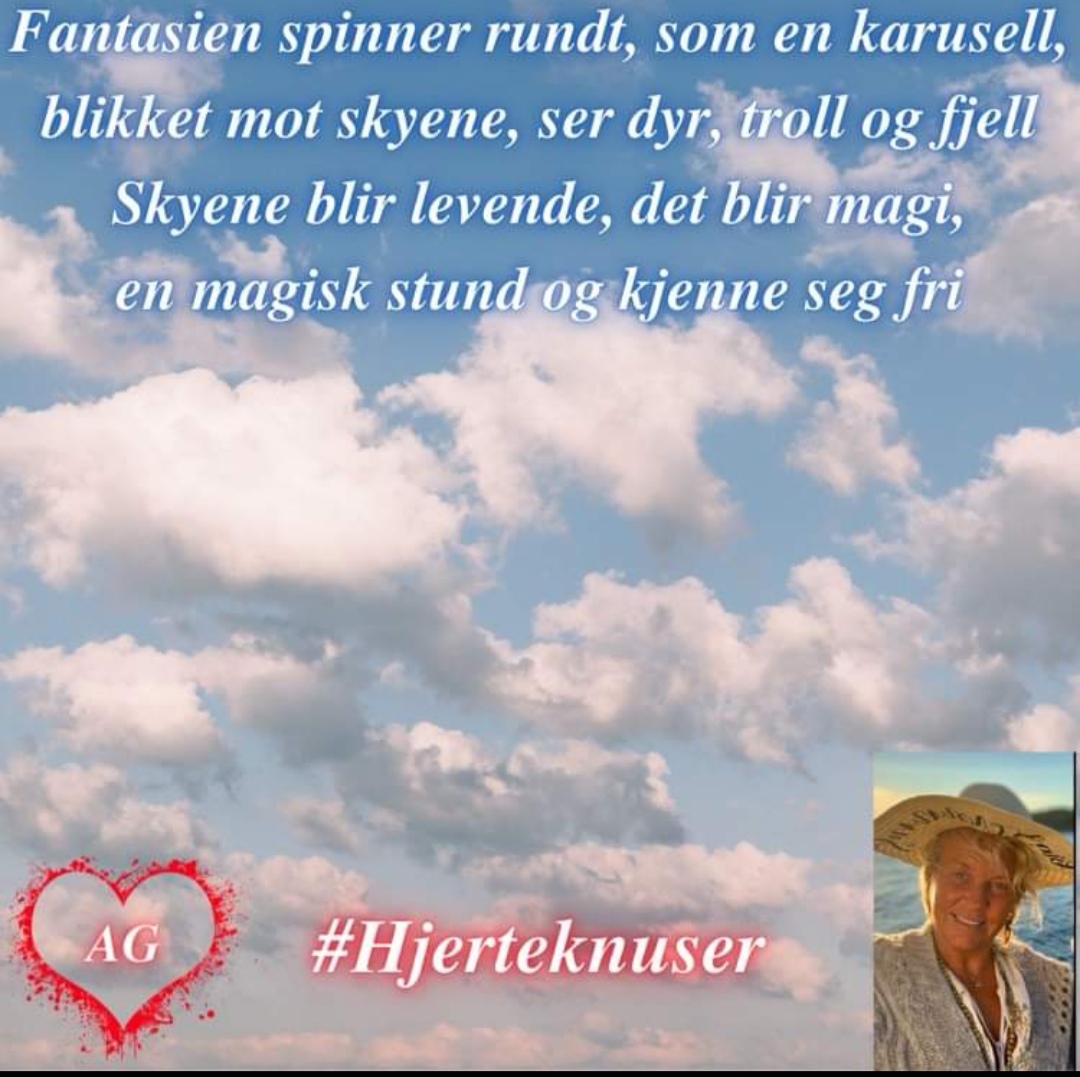 Fantasien spinner rundt, som en karusell,
blikket mot skyene, ser dyr, troll og fjell
Skyene blir levende, det blir magi,
en magisk stund og kjenne seg fri
AG
#Hjerteknuser